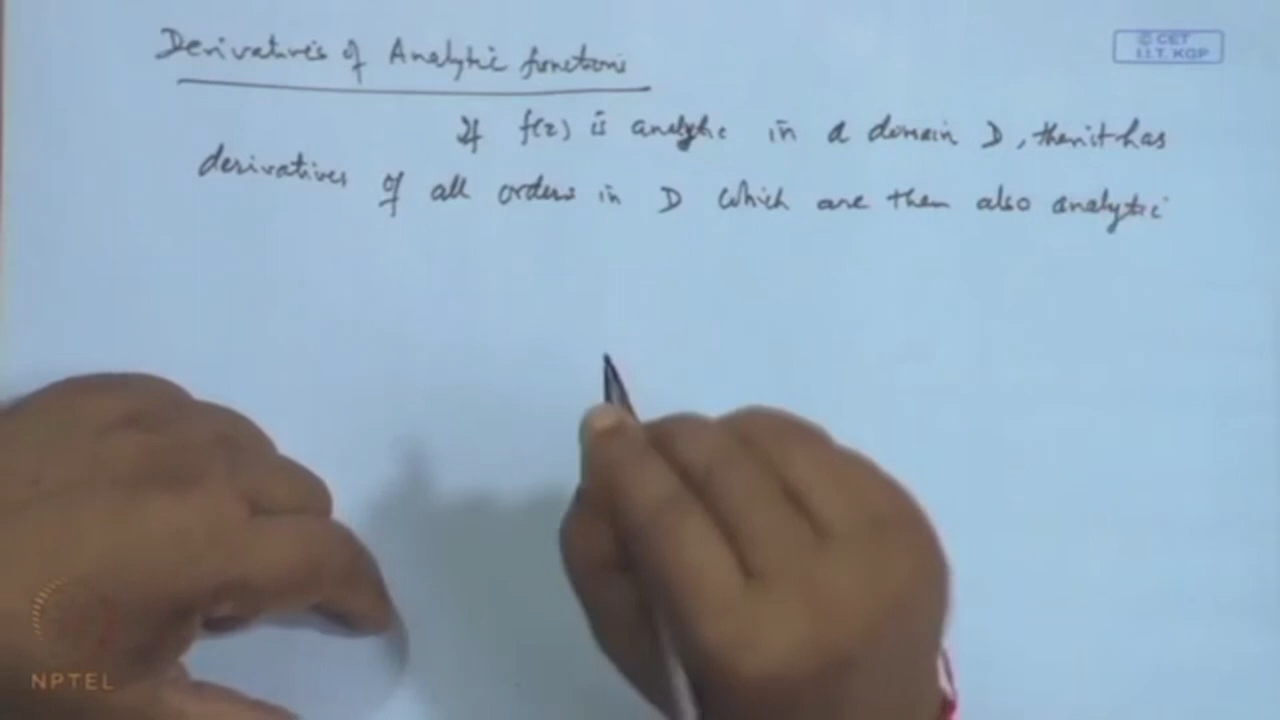 Derivatives of Analytic functions
© CET
I.I.T. KGP
If f(z) is analytic in a domain D, then it has
derivatives of all orders in D which are then also analytic
NPTEL